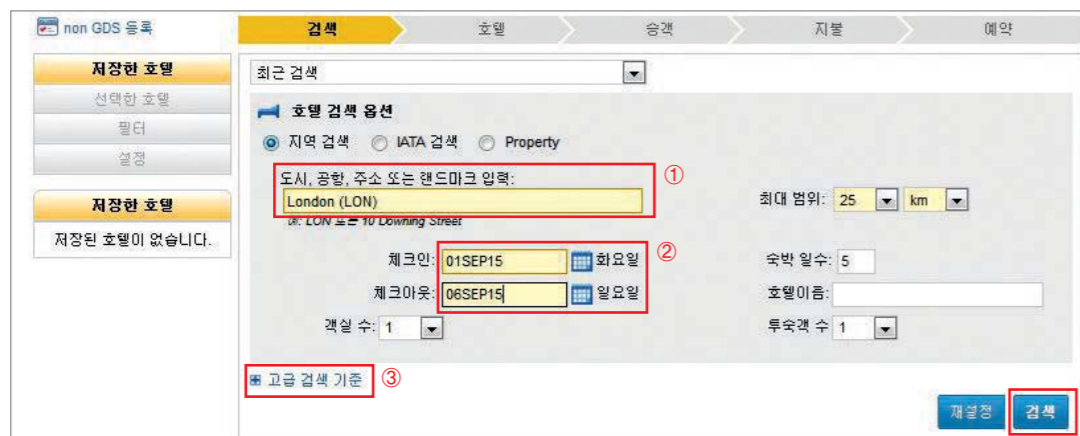 non GDS 등록
검색 호텔 승객 지불 예약
저장한 호텔
선택한 호텔
필터
설정
저장한 호텔
저장된 호텔이 없습니다.
최근 검색
호텔 검색 옵션
지역 검색 IATA 검색 Property
도시, 공항, 주소 또는 랜드마크 입력: ①
London (LON)
예: LON 또는 10 Downing Street
최대 범위: 25 km
체크인: 01SEP15 화요일 ②
숙박 일수: 5
체크아웃: 06SEP15 일요일
호텔이름:
객실 수: 1
투숙객 수 1
고급 검색 기준 ③
재설정 검색